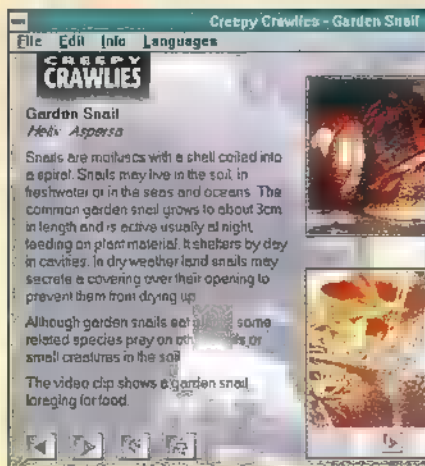 Creepy Crawlies - Garden Snail
File Edit Info Languages
CREEPY
CRAWLIES
Garden Snail
Helix Aspersa
Snails are molluscs with a shell coiled into
a spiral. Snails may live in the soil, in
freshwater or in the seas and oceans. The
common garden snail grows to about 3cm
in length and is active usually at night,
feeding on plant material. It shelters by day
in cavities. In dry weather land snails may
secrete a covering over their opening to
prevent them from drying up
Although garden snails eat some
related species prey on or
small creatures in the soil
The video clip shows a garden snail
foraging for food.